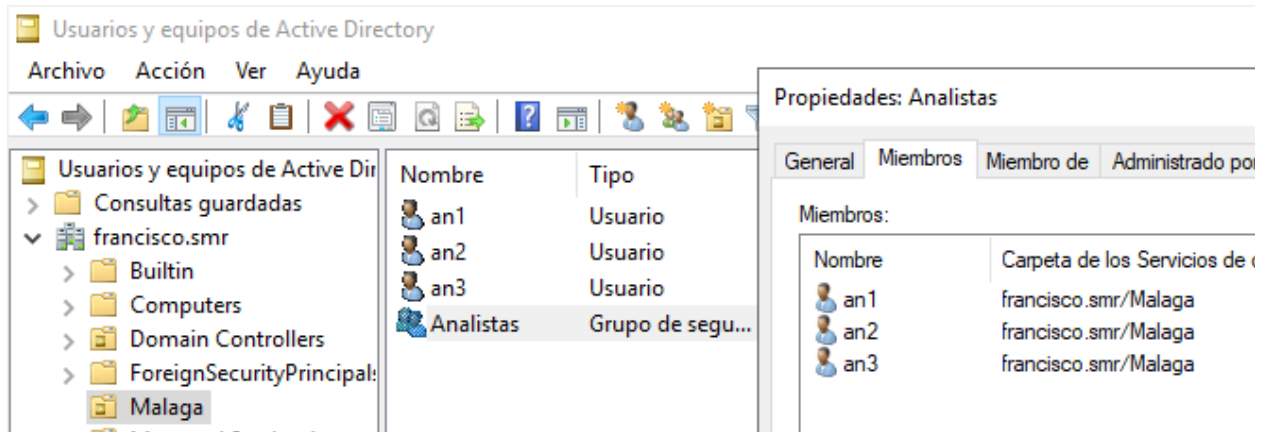 Usuarios y equipos de Active Directory
Archivo Acción Ver Ayuda
Usuarios y equipos de Active Dir
Consultas guardadas
francisco.smr
Builtin
Computers
Domain Controllers
ForeignSecurityPrincipals
Malaga
Nombre Tipo
an1 Usuario
an2 Usuario
an3 Usuario
Analistas Grupo de segu...
Propiedades: Analistas
General Miembros Miembro de Administrado por
Miembros:
Nombre Carpeta de los Servicios de
an1 francisco.smr/Malaga
an2 francisco.smr/Malaga
an3 francisco.smr/Malaga